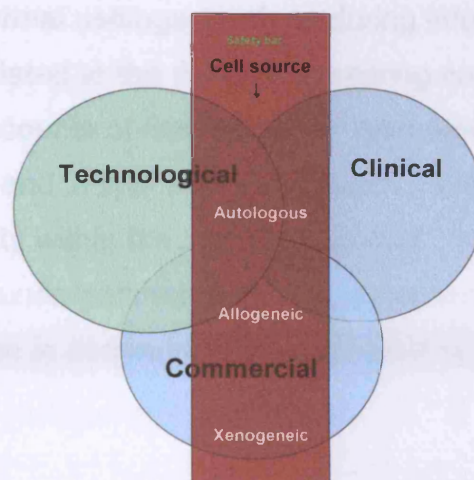 Safety bar
Cell source
Technological
Clinical
Autologous
Allogeneic
Commercial
Xenogeneic